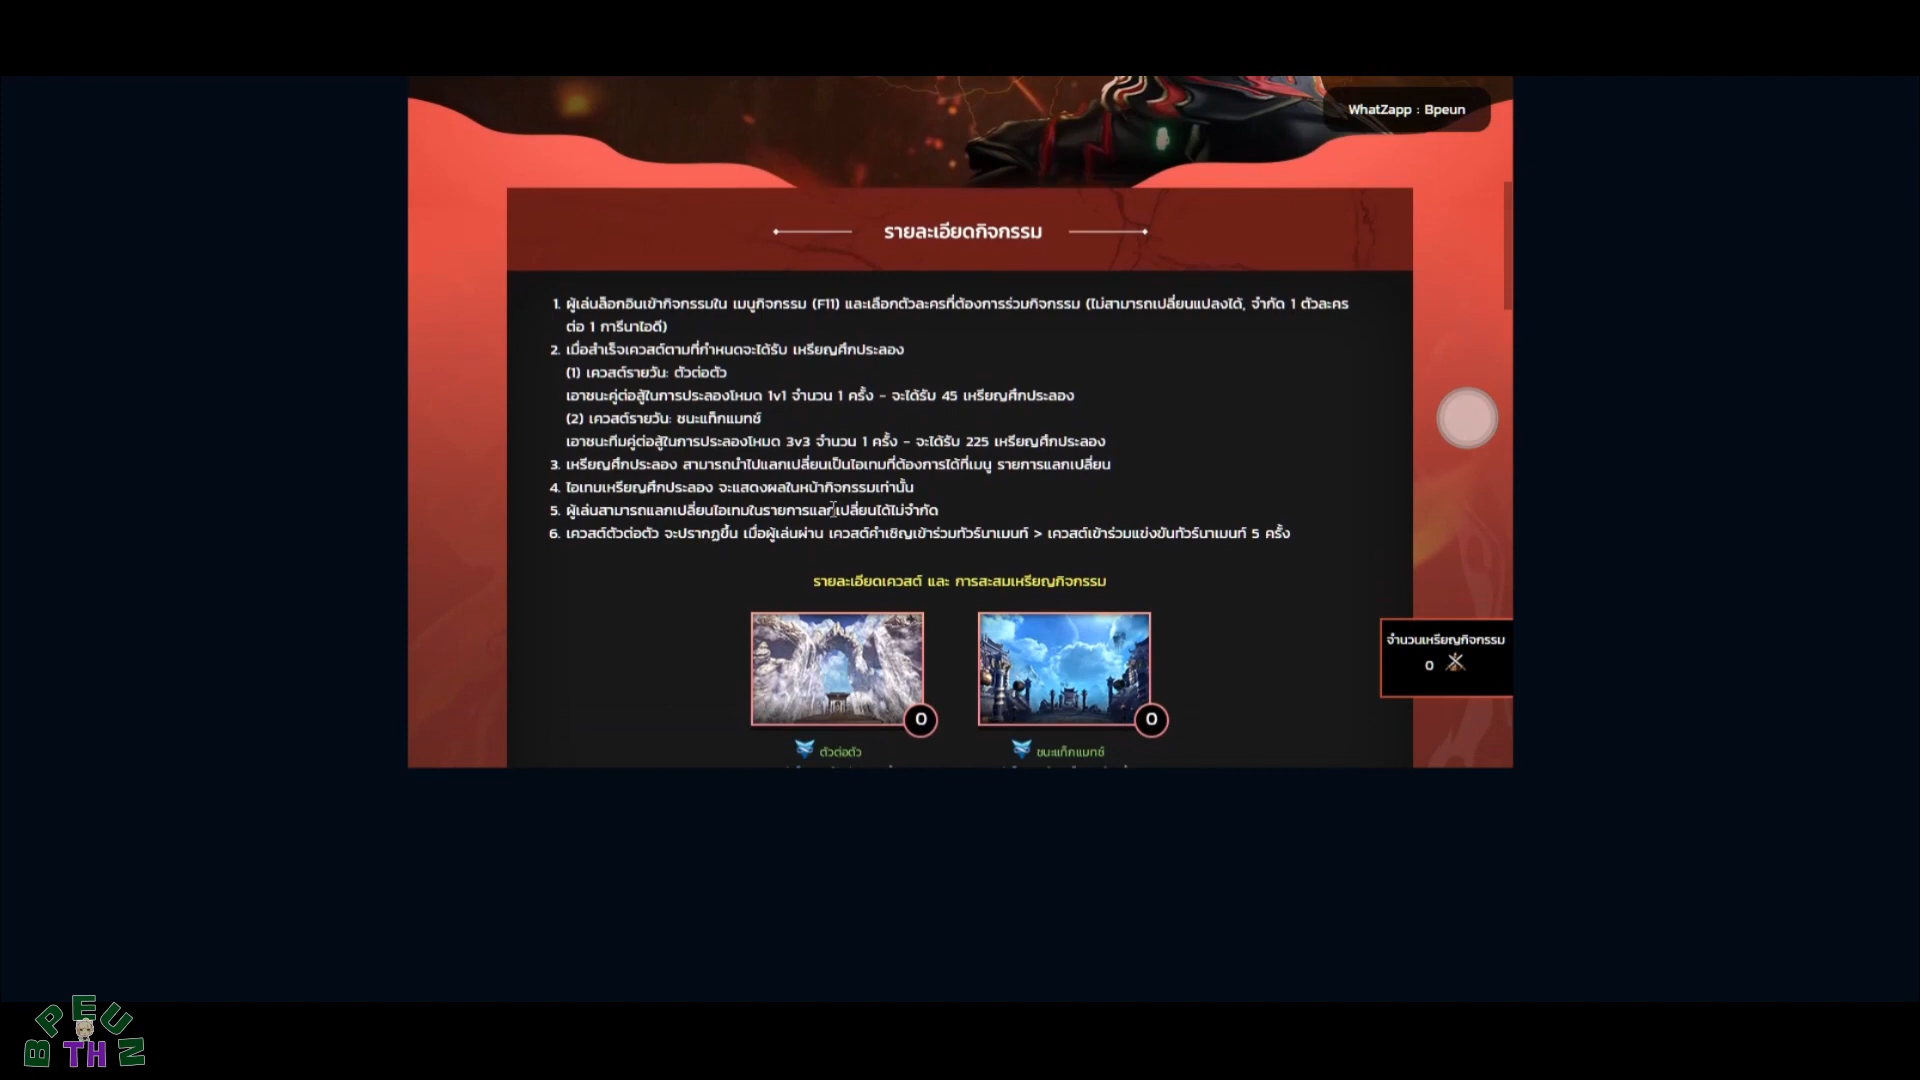 WhatZapp : Bpeun
รายละเอียดกิจกรรม
1. ผู้เล่นล็อกอินเข้ากิจกรรมใน เมนูกิจกรรม (F11) และเลือกตัวละครที่ต้องการร่วมกิจกรรม (ไม่สามารถเปลี่ยนแปลงได้, จำกัด 1 ตัวละคร
ต่อ 1 การีนาไอดี)
2. เมื่อสำเร็จเควสต์ตามที่กำหนดจะได้รับ เหรียญศึกประลอง
(1) เควสต์รายวัน: ตัวต่อตัว
เอาชนะคู่ต่อสู้ในการประลองโหมด 1v1 จำนวน 1 ครั้ง - จะได้รับ 45 เหรียญศึกประลอง
(2) เควสต์รายวัน: ชนะแท็กแมทช์
เอาชนะทีมคู่ต่อสู้ในการประลองโหมด 3v3 จำนวน 1 ครั้ง - จะได้รับ 225 เหรียญศึกประลอง
3. เหรียญศึกประลอง สามารถนำไปแลกเปลี่ยนเป็นไอเทมที่ต้องการได้ที่เมนู รายการแลกเปลี่ยน
4. ไอเทมเหรียญศึกประลอง จะแสดงผลในหน้ากิจกรรมเท่านั้น
5. ผู้เล่นสามารถแลกเปลี่ยนไอเทมในรายการแลกเปลี่ยนได้ไม่จำกัด
6. เควสต์ตัวต่อตัว จะปรากฏขึ้น เมื่อผู้เล่นผ่าน เควสต์คำเชิญเข้าร่วมทัวร์นาเมนท์ > เควสต์เข้าร่วมแข่งขันทัวร์นาเมนท์ 5 ครั้ง
รายละเอียดเควสต์ และ การสะสมเหรียญกิจกรรม
จำนวนเหรียญกิจกรรม
0
0
0
ตัวต่อตัว
ชนะแท็กแมทช์
BPEUN
TH